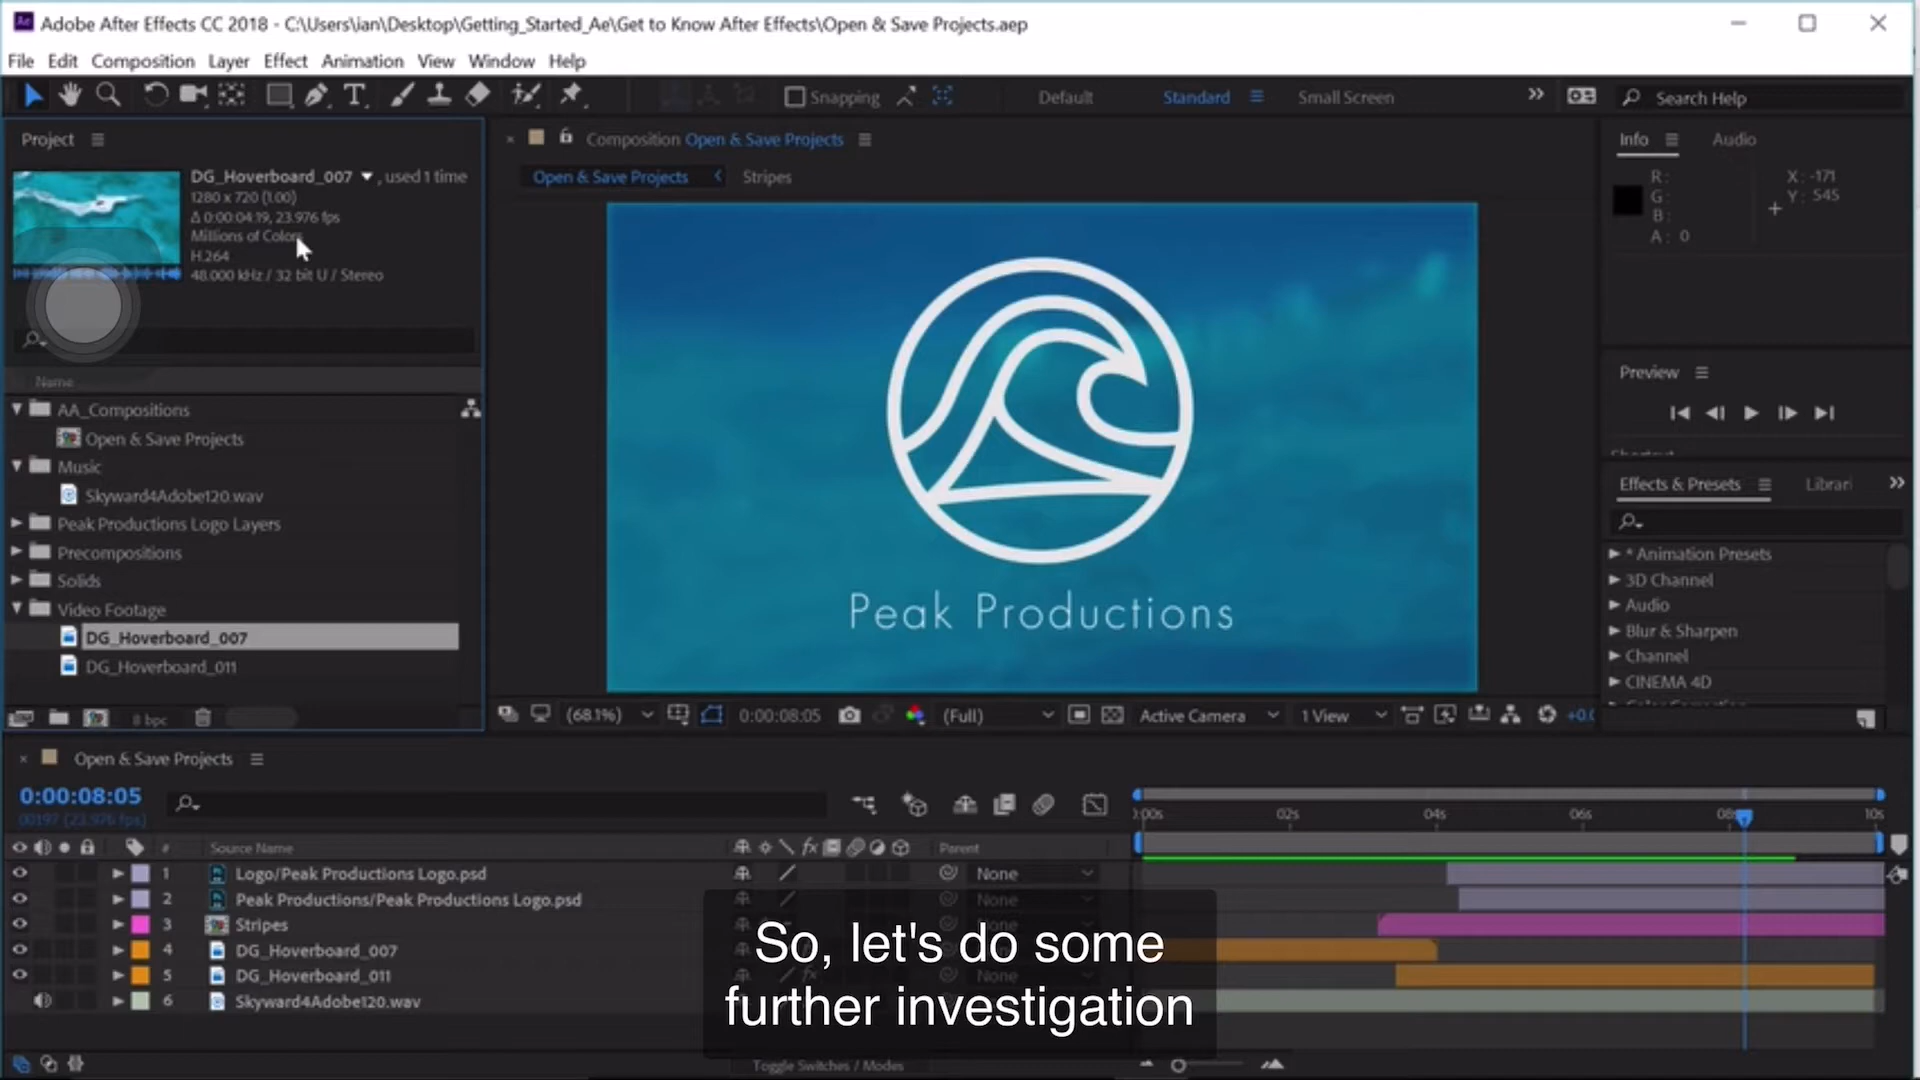 Adobe After Effects CC 2018 - C:\Users\ian\Desktop\Getting_Started_Ae\Get to Know After Effects\Open & Save Projects.aep
File Edit Composition Layer Effect Animation View Window Help
Snapping Default Standard Small Screen Search Help
Project
DG_Hoverboard_007 , used 1 time
1280 x 720 (1.00)
Δ 0:00:04:19, 23.976 fps
Millions of Colors
H.264
48.000 kHz / 32 bit U / Stereo
Name
AA_Compositions
Open & Save Projects
Music
Skyward4Adobe120.wav
Peak Productions Logo Layers
Precompositions
Solids
Video Footage
DG_Hoverboard_007
DG_Hoverboard_011
8 bpc
Composition Open & Save Projects
Open & Save Projects Stripes
Peak Productions
(68.1%) 0:00:08:05 (Full) Active Camera 1 View +0.0
Info Audio
R: X: -171
G: Y: 545
B:
A: 0
Preview
Effects & Presets Librari
* Animation Presets
3D Channel
Audio
Blur & Sharpen
Channel
CINEMA 4D
Open & Save Projects
0:00:08:05
00197 (23.976 fps)
# Source Name fx Parent
:00s 02s 04s 06s 08s 10s
1 Logo/Peak Productions Logo.psd None
2 Peak Productions/Peak Productions Logo.psd None
3 Stripes None
4 DG_Hoverboard_007
5 DG_Hoverboard_011 fx None
6 Skyward4Adobe120.wav
So, let's do some
further investigation
Toggle Switches / Modes